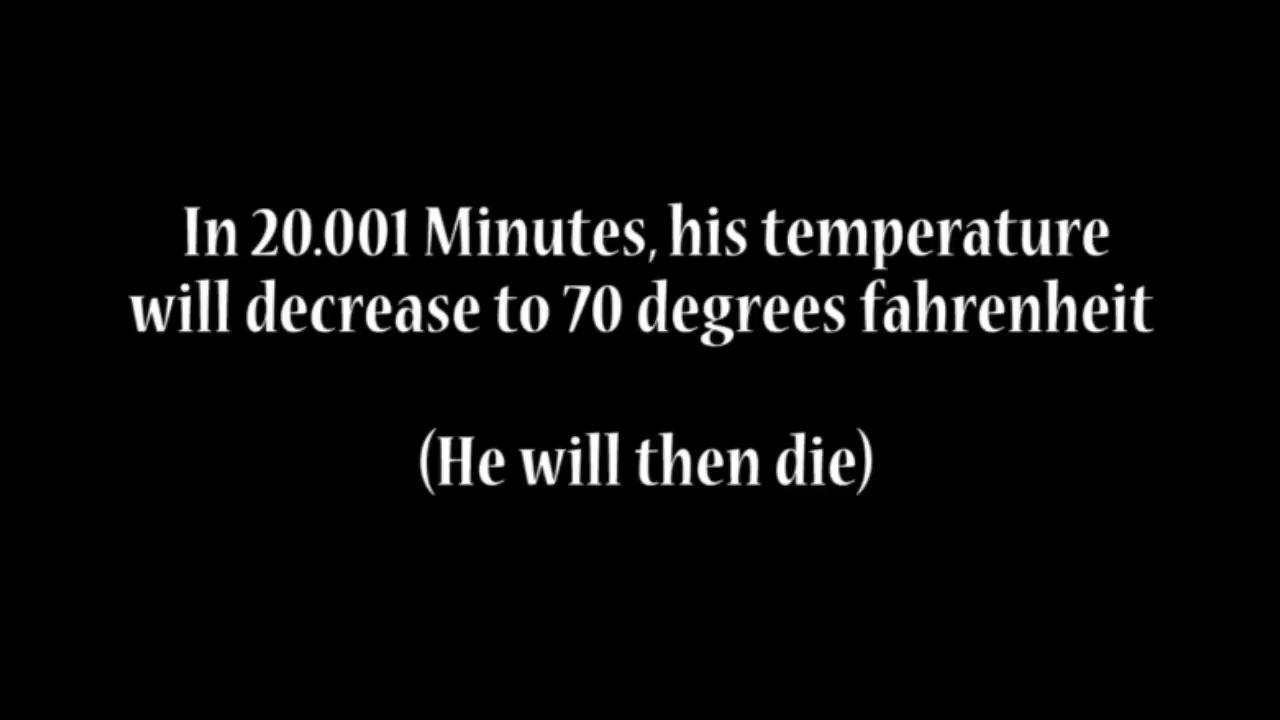 In 20.001 Minutes, his temperature
will decrease to 70 degrees fahrenheit
(He will then die)